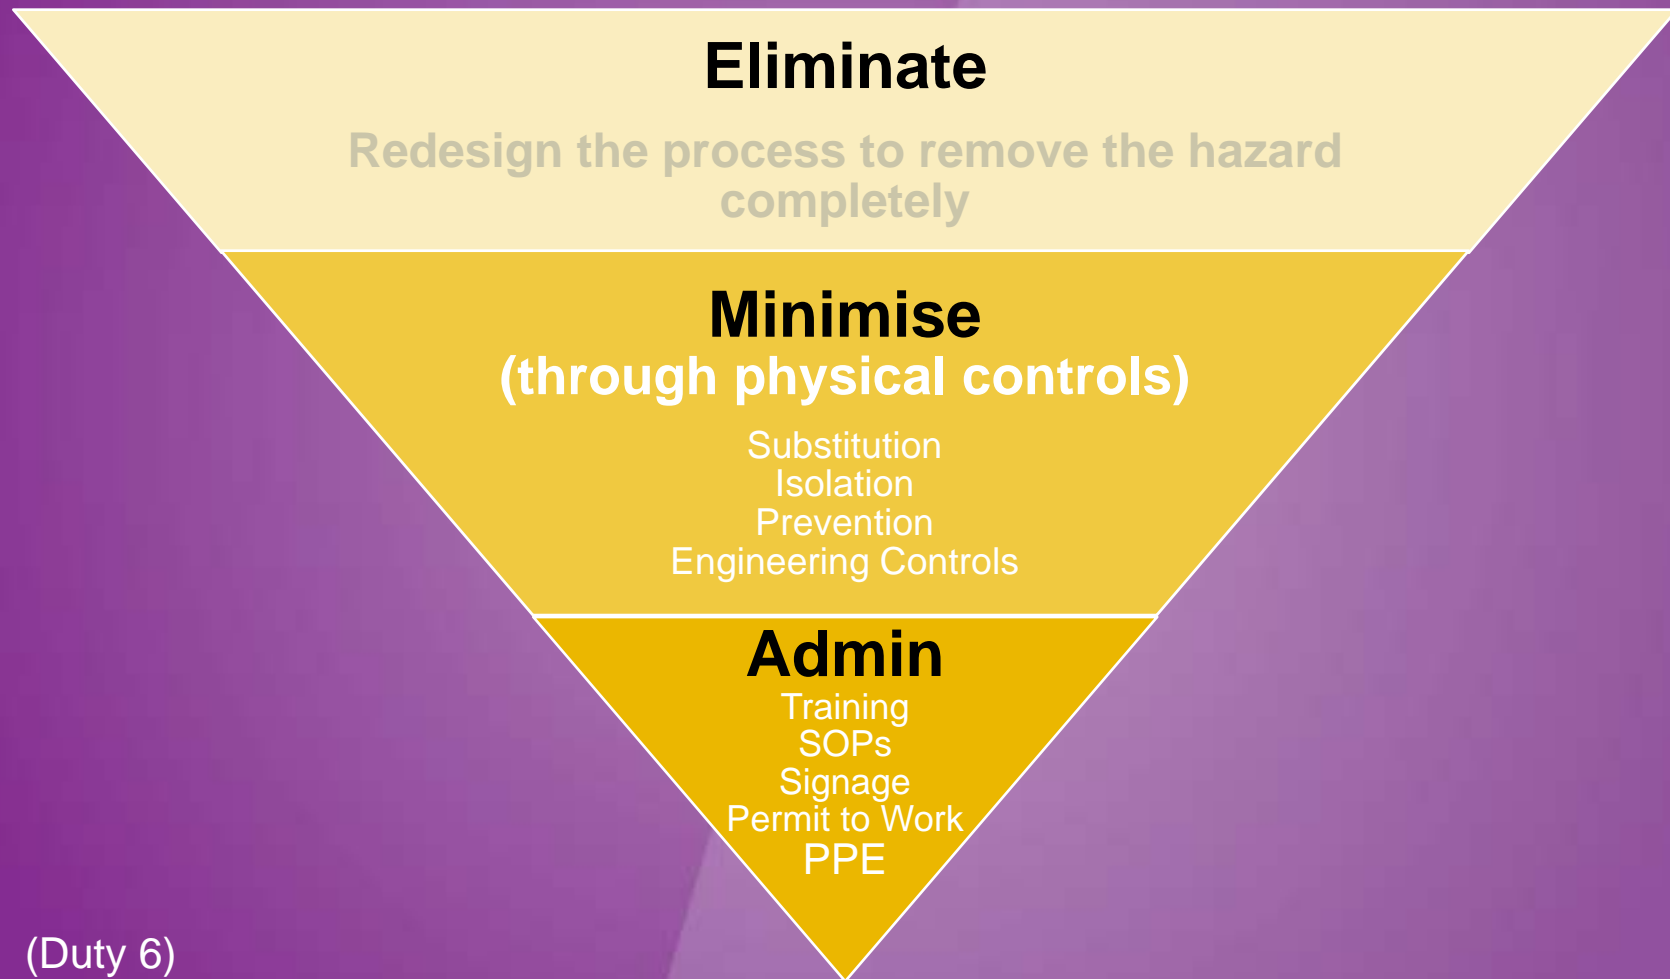 Eliminate
Redesign the process to remove the hazard
completely
Minimise
(through physical controls)
Substitution
Isolation
Prevention
Engineering Controls
Admin
Training
SOPs
Signage
Permit to Work
PPE
(Duty 6)